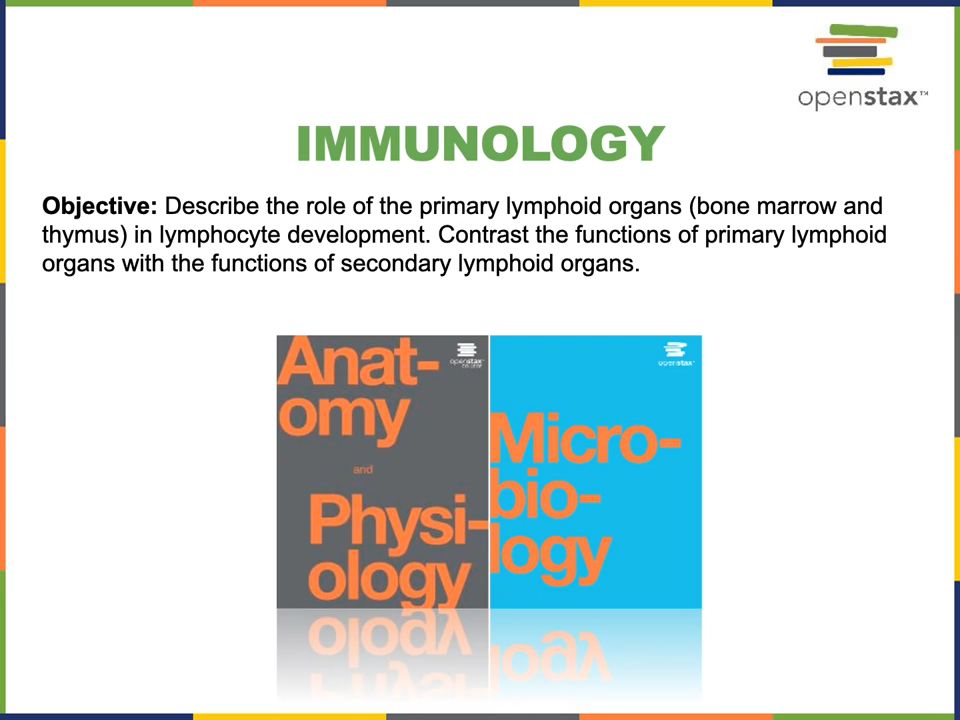 openstax™
IMMUNOLOGY
Objective: Describe the role of the primary lymphoid organs (bone marrow and
thymus) in lymphocyte development. Contrast the functions of primary lymphoid
organs with the functions of secondary lymphoid organs.
Anat-
omy
and
Physi-
ology
openstax
Micro-
bio-
logy
openstax™